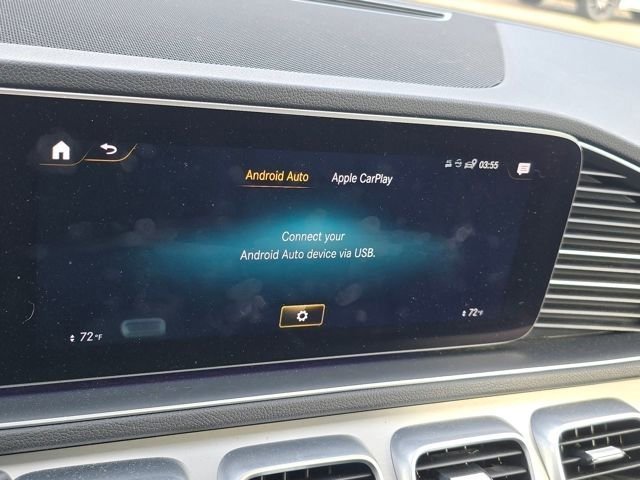 03:55
Android Auto Apple CarPlay
Connect your
Android Auto device via USB.
72°F
72°F